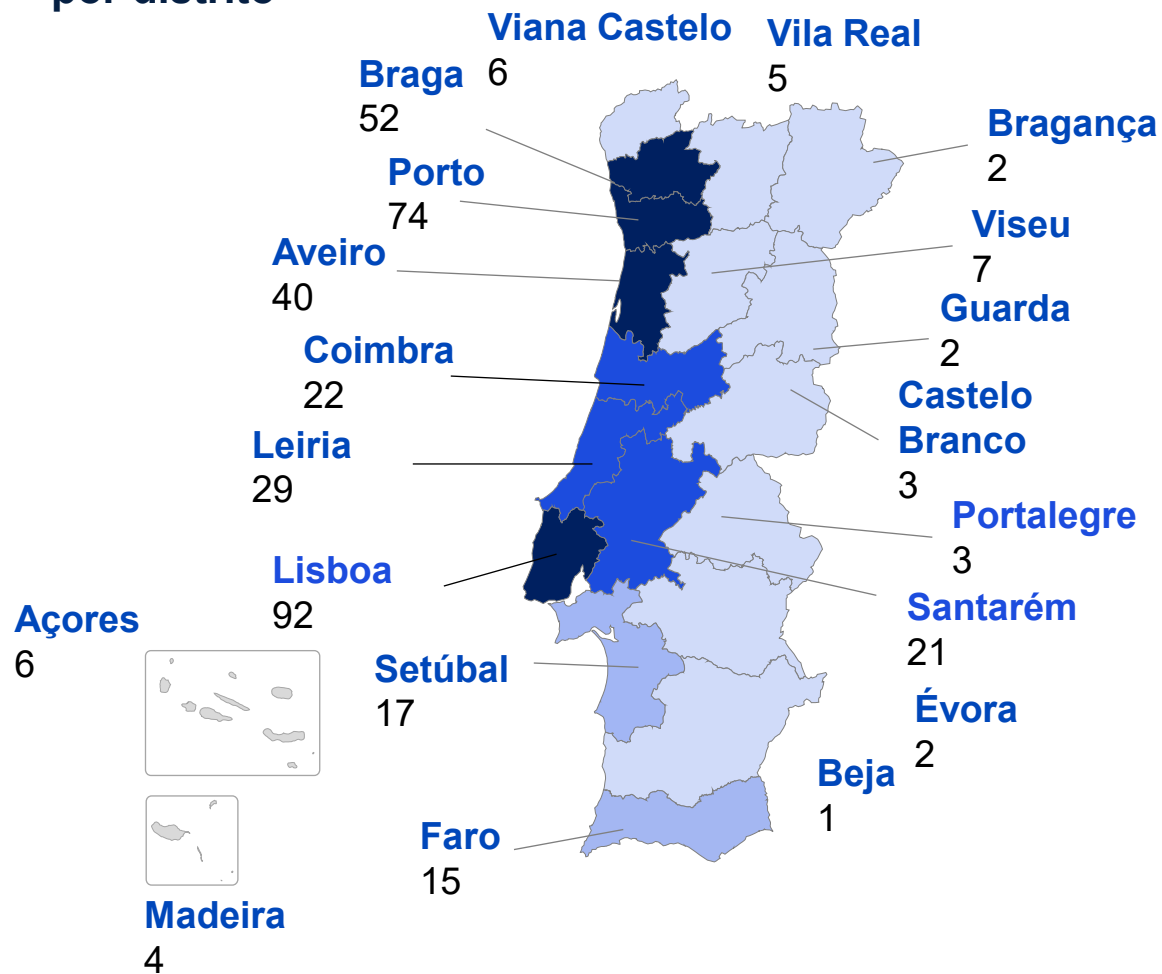 por distrito
Viana Castelo
6
Vila Real
5
Braga
52
Bragança
2
Porto
74
Viseu
7
Aveiro
40
Guarda
2
Coimbra
22
Castelo
Branco
3
Leiria
29
Portalegre
3
Lisboa
92
Santarém
21
Açores
6
Setúbal
17
Évora
2
Beja
1
Faro
15
Madeira
4